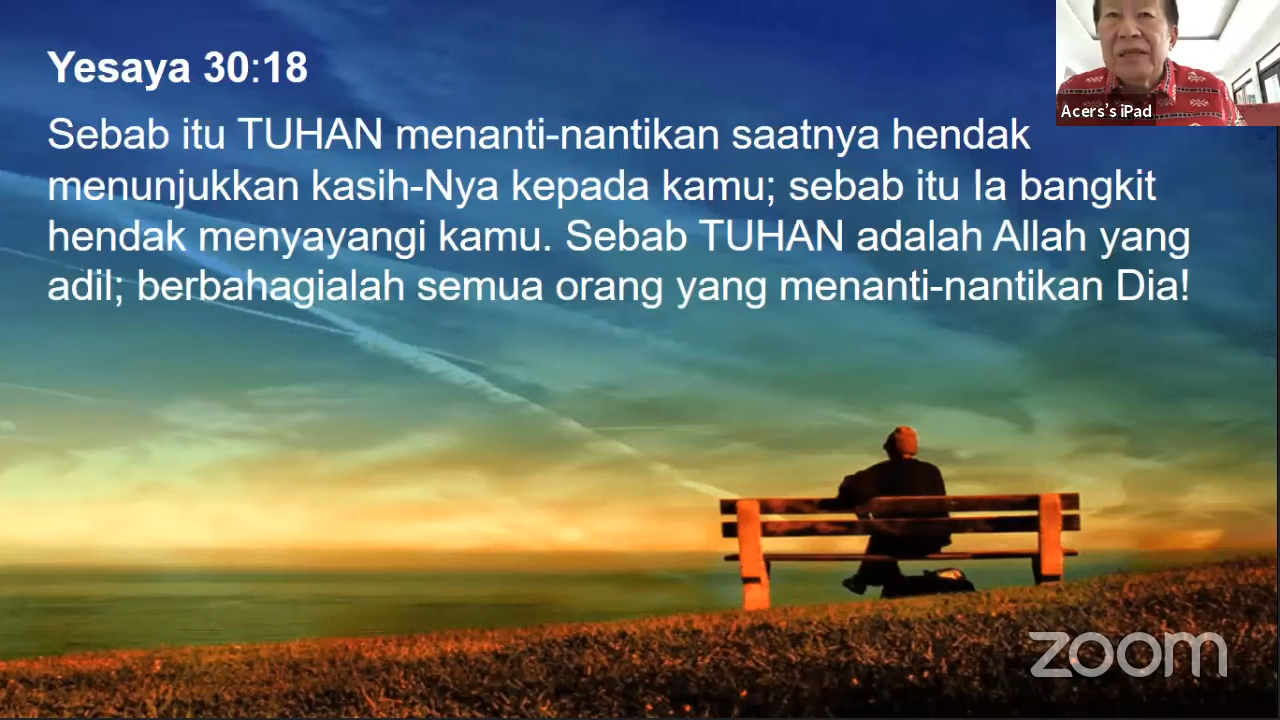 Yesaya 30:18
Sebab itu TUHAN menanti-nantikan saatnya hendak
menunjukkan kasih-Nya kepada kamu; sebab itu Ia bangkit
hendak menyayangi kamu. Sebab TUHAN adalah Allah yang
adil; berbahagialah semua orang yang menanti-nantikan Dia!
Acers's iPad
zoom